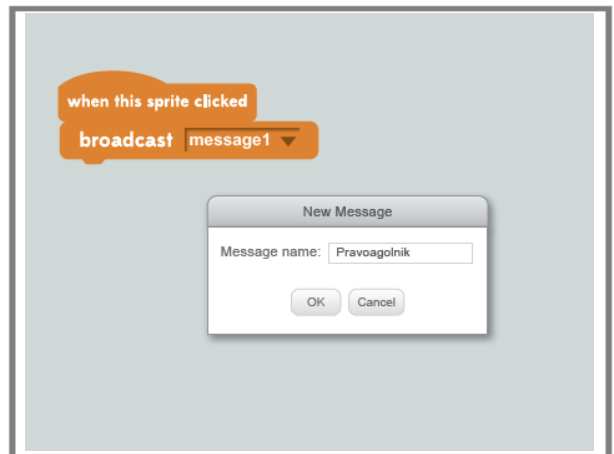 when this sprite clicked
broadcast message1
New Message
Message name: Pravoagolnik
OK Cancel